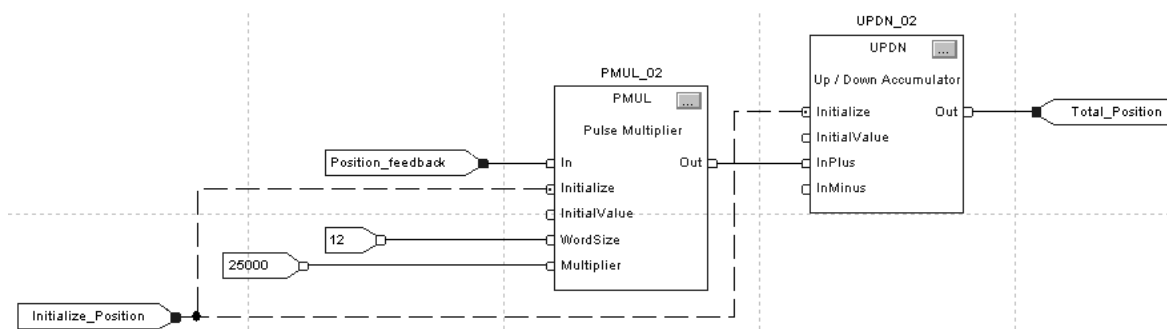 UPDN_02
UPDN
...
Up / Down Accumulator
Initialize Out
InitialValue
InPlus
InMinus
Total_Position
PMUL_02
PMUL
...
Pulse Multiplier
Position_feedback
In Out
Initialize
InitialValue
12
WordSize
25000
Multiplier
Initialize_Position